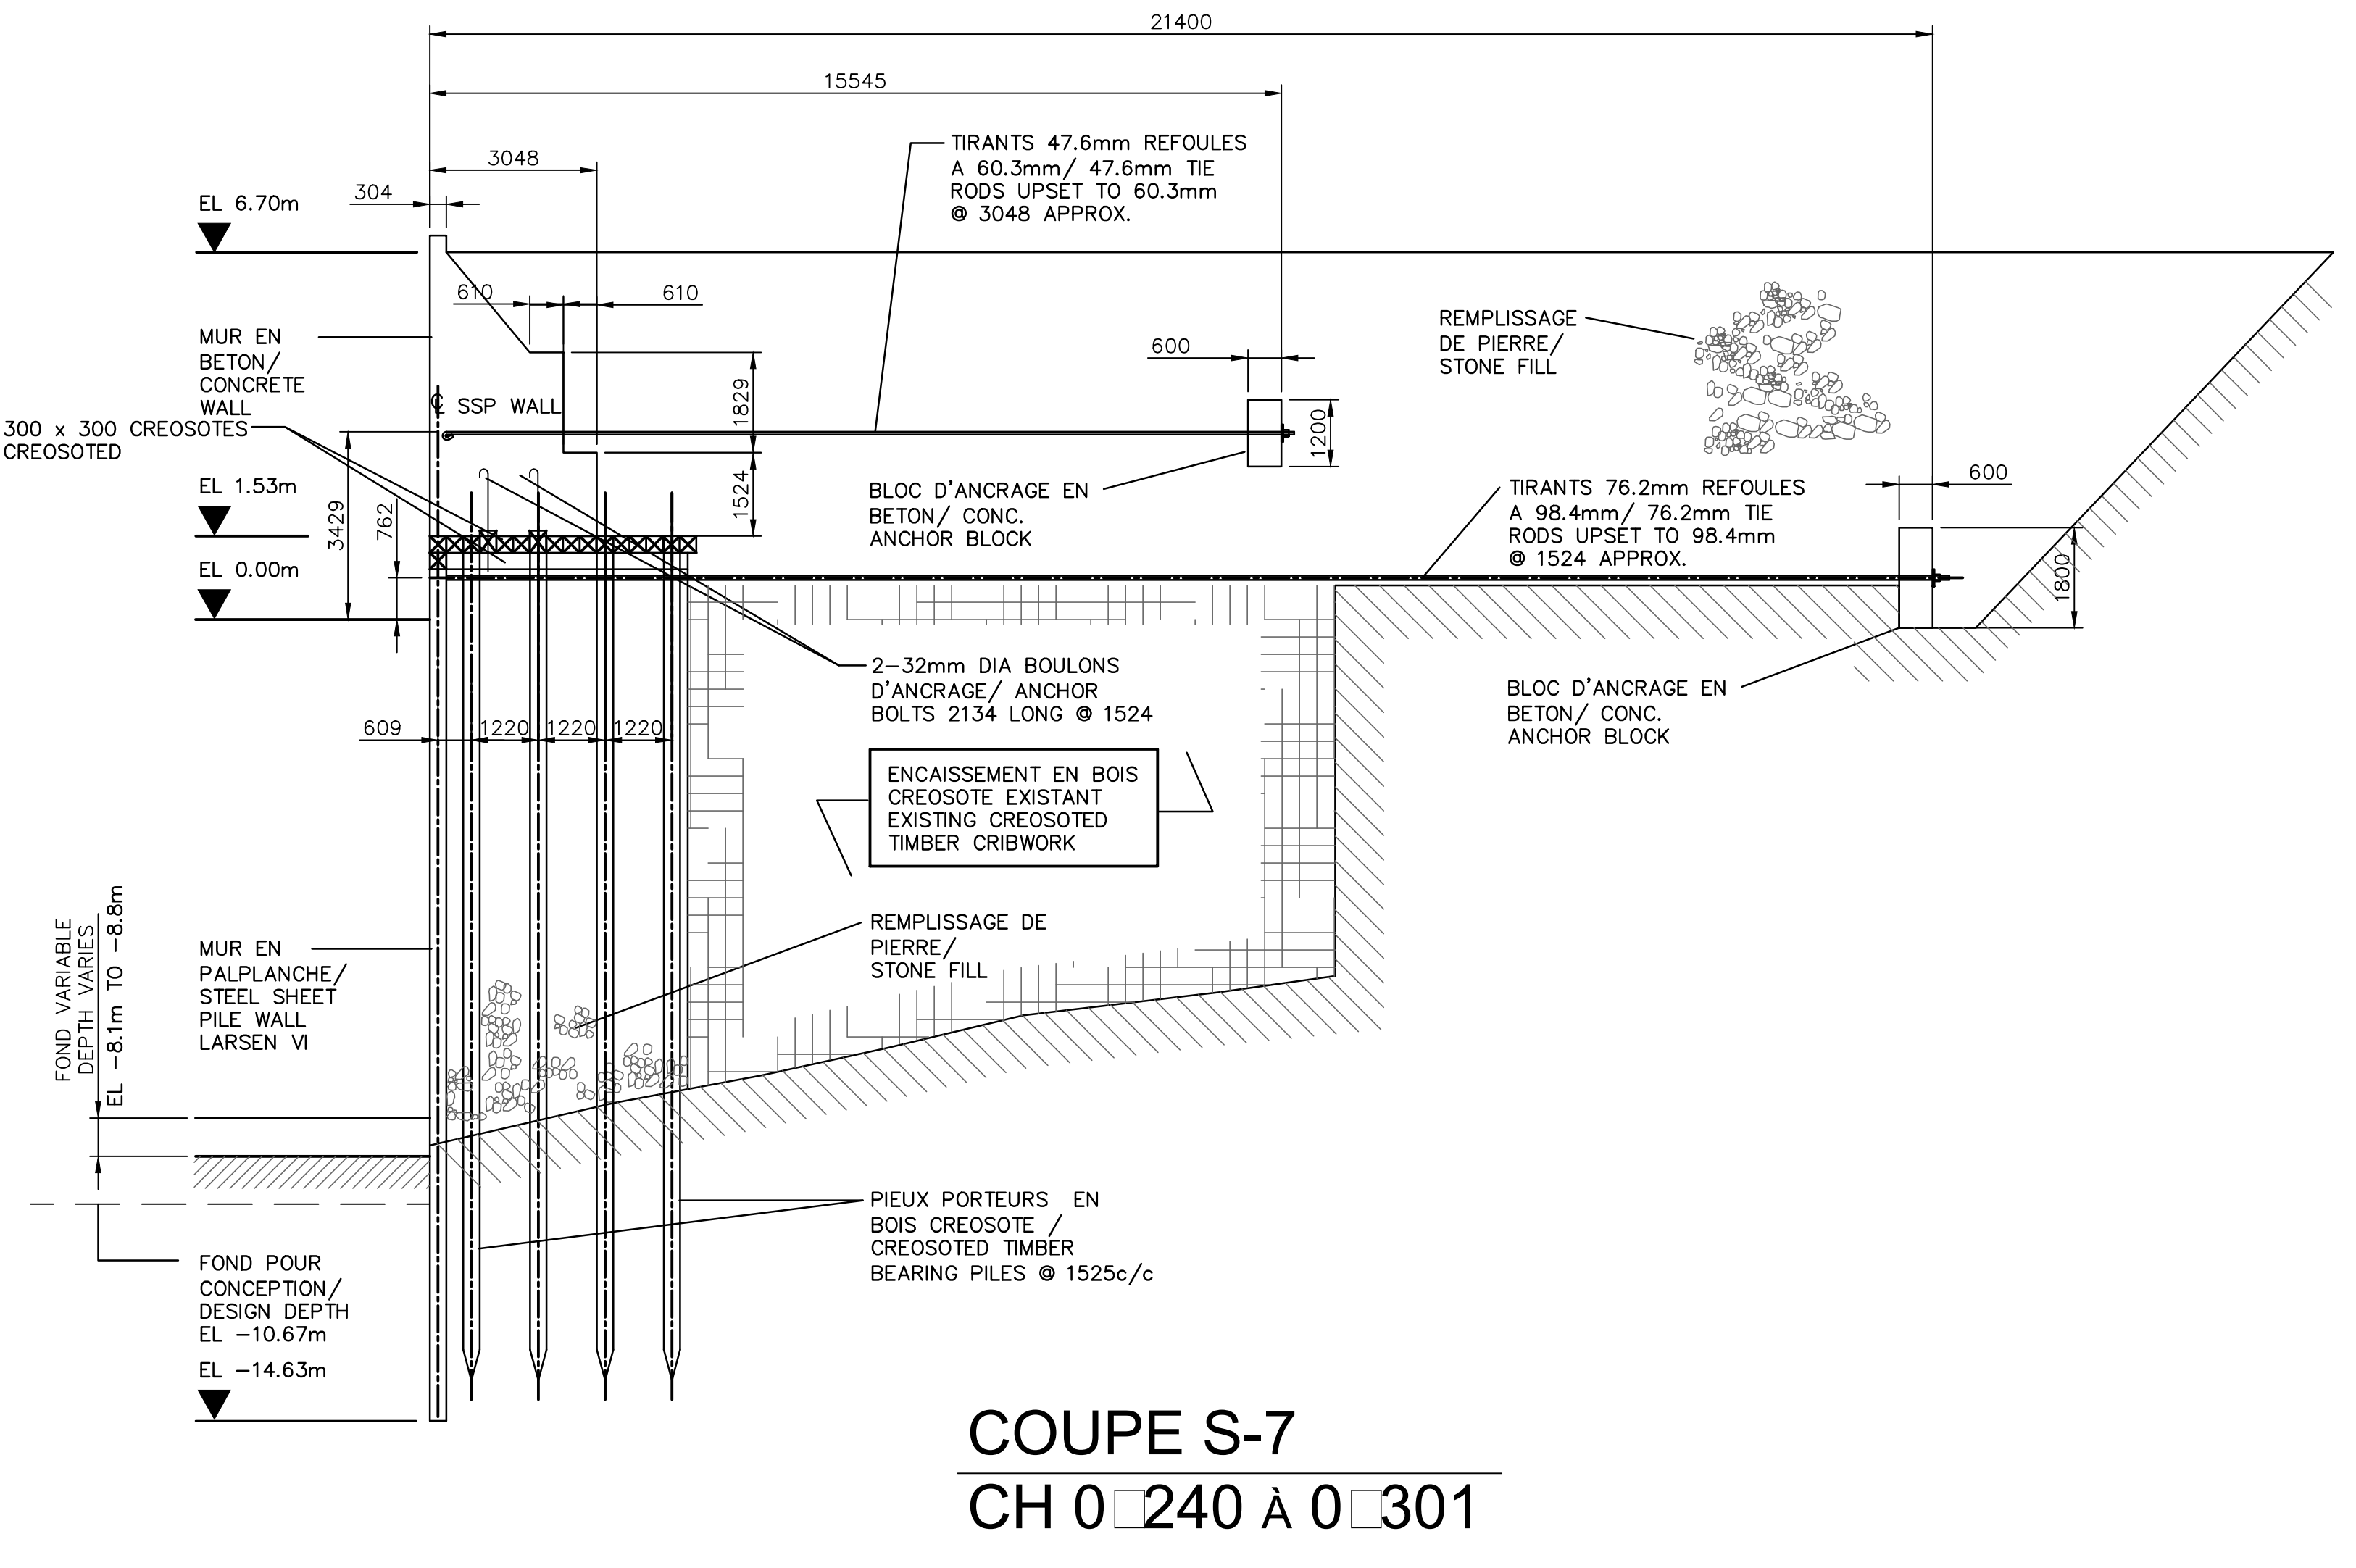 21400
15545
3048
304
TIRANTS 47.6mm REFOULES
A 60.3mm/ 47.6mm TIE
RODS UPSET TO 60.3mm
@ 3048 APPROX.
EL 6.70m
610
610
REMPLISSAGE
DE PIERRE/
STONE FILL
MUR EN
BETON/
CONCRETE
WALL
600
1829
℄ SSP WALL
1200
300 x 300 CREOSOTES
CREOSOTED
EL 1.53m
3429
762
1524
BLOC D'ANCRAGE EN
BETON/ CONC.
ANCHOR BLOCK
TIRANTS 76.2mm REFOULES
A 98.4mm/ 76.2mm TIE
RODS UPSET TO 98.4mm
@ 1524 APPROX.
600
1800
EL 0.00m
2-32mm DIA BOULONS
D'ANCRAGE/ ANCHOR
BOLTS 2134 LONG @ 1524
BLOC D'ANCRAGE EN
BETON/ CONC.
ANCHOR BLOCK
609
1220
1220
1220
ENCAISSEMENT EN BOIS
CREOSOTE EXISTANT
EXISTING CREOSOTED
TIMBER CRIBWORK
FOND VARIABLE
DEPTH VARIES
EL -8.1m TO -8.8m
MUR EN
PALPLANCHE/
STEEL SHEET
PILE WALL
LARSEN VI
REMPLISSAGE DE
PIERRE/
STONE FILL
PIEUX PORTEURS EN
BOIS CREOSOTE /
CREOSOTED TIMBER
BEARING PILES @ 1525c/c
FOND POUR
CONCEPTION/
DESIGN DEPTH
EL -10.67m
EL -14.63m
COUPE S-7
CH 0□240 À 0□301